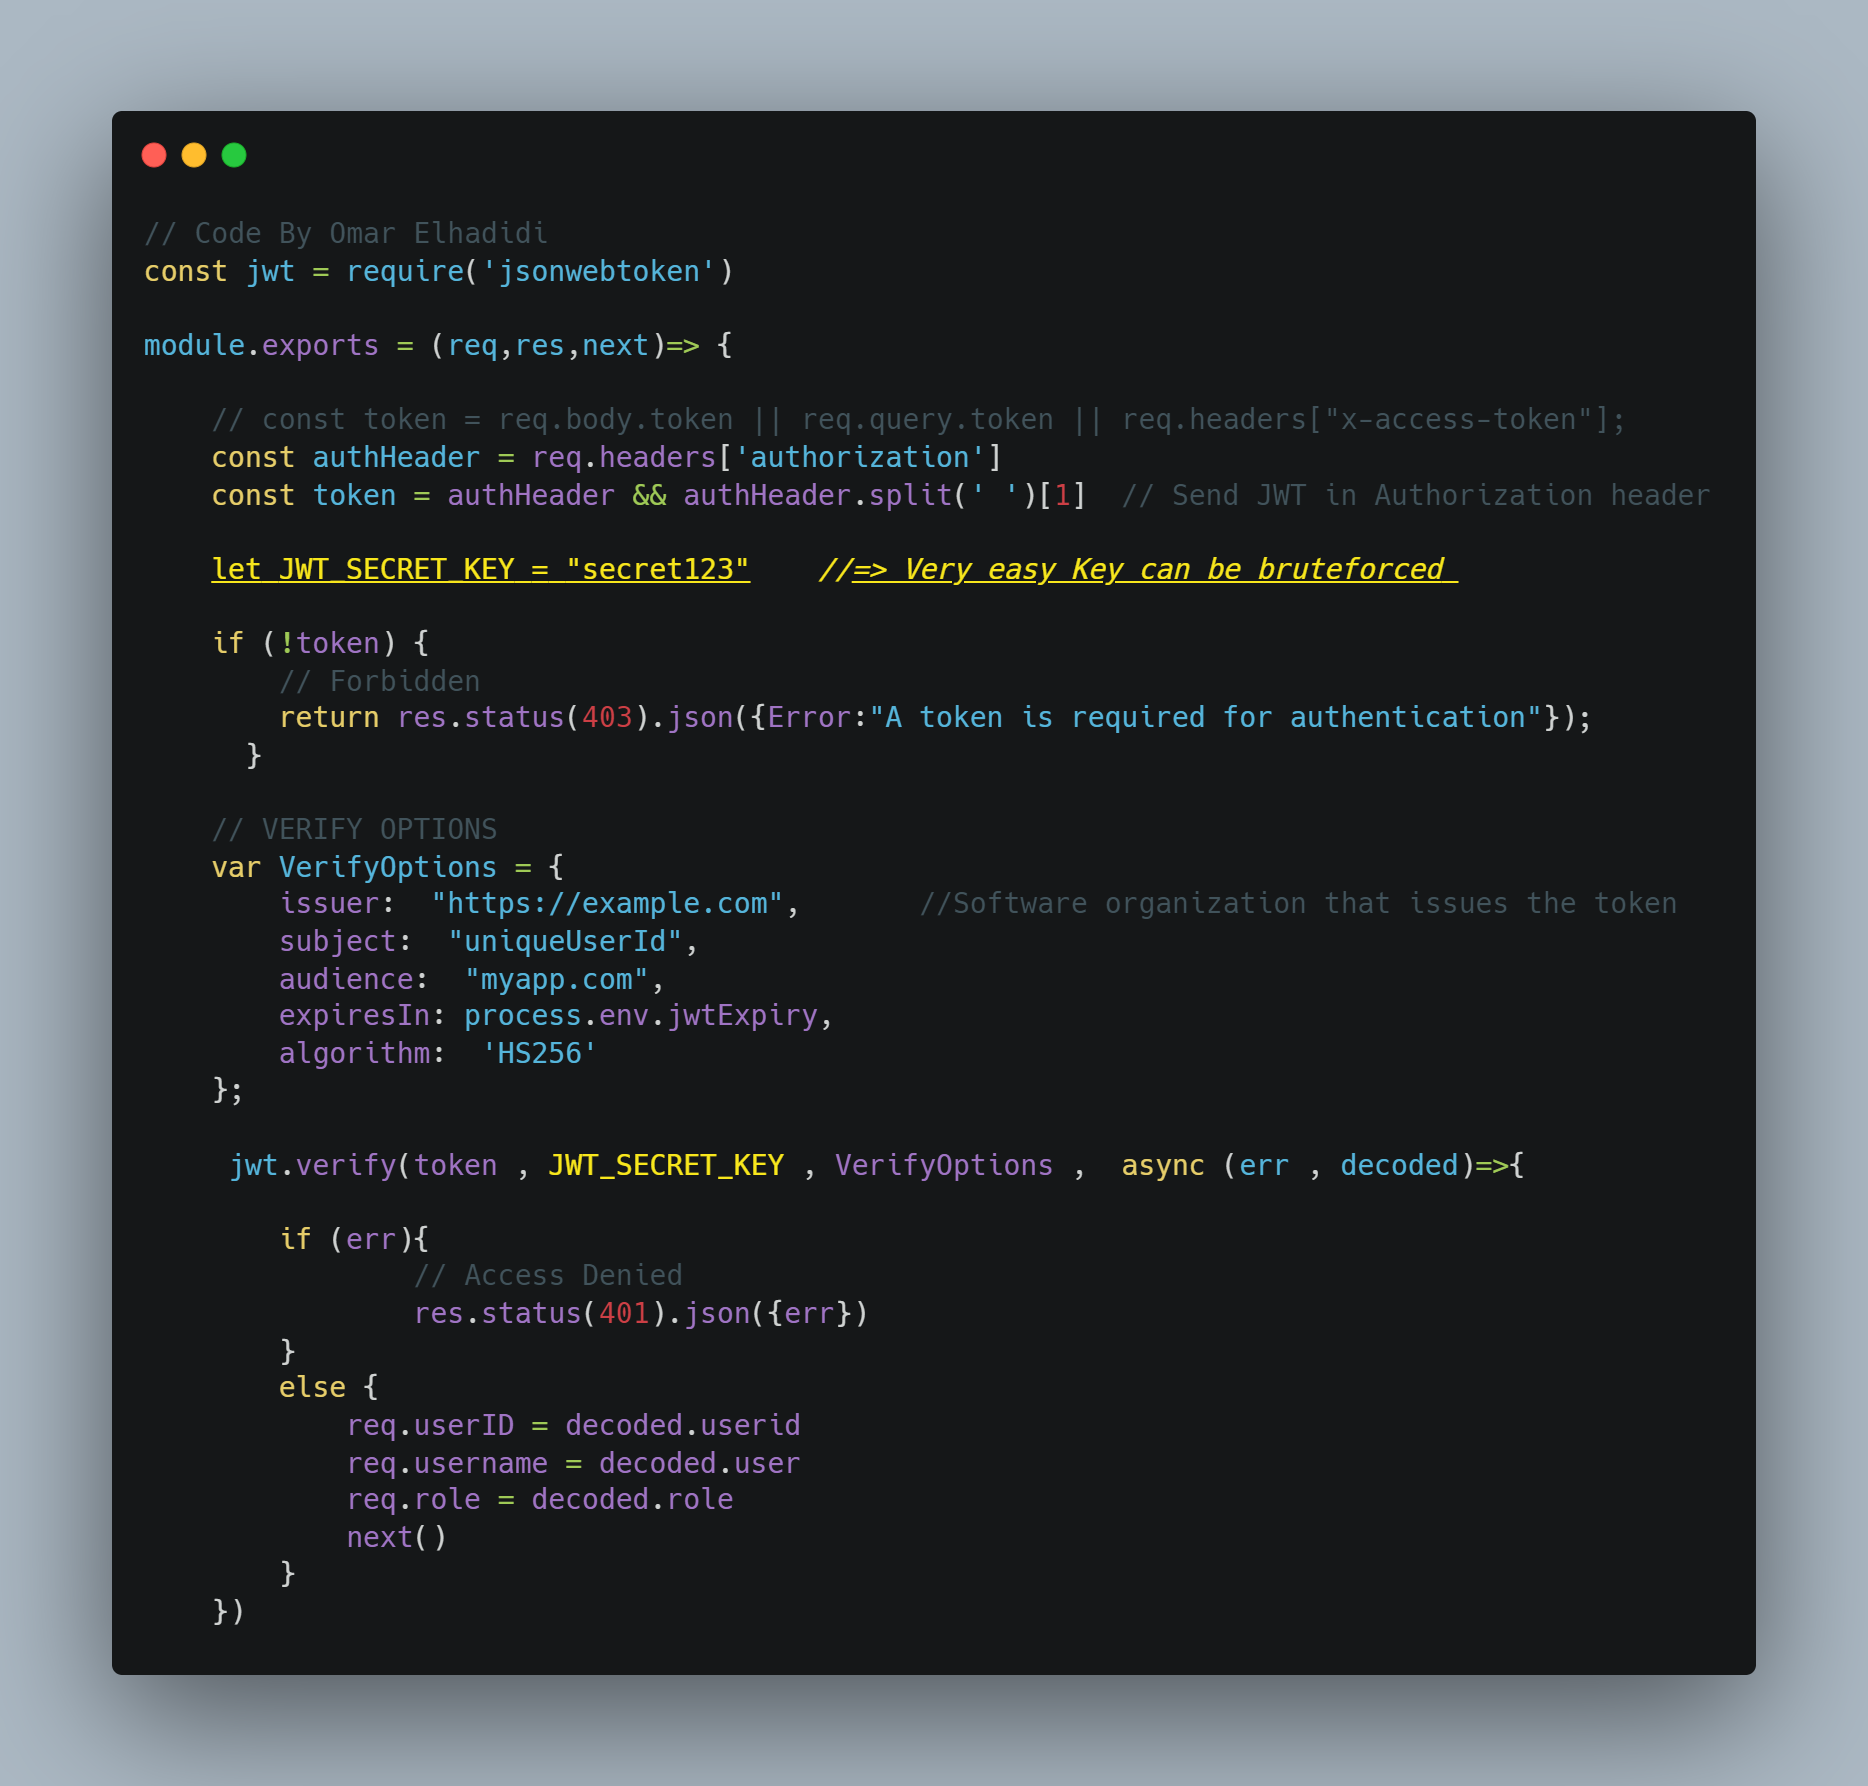 // Code By Omar Elhadidi
const jwt = require('jsonwebtoken')

module.exports = (req,res,next)=> {

    // const token = req.body.token || req.query.token || req.headers["x-access-token"];
    const authHeader = req.headers['authorization']
    const token = authHeader && authHeader.split(' ')[1]  // Send JWT in Authorization header

    let JWT_SECRET_KEY = "secret123"    //=> Very easy Key can be bruteforced

    if (!token) {
        // Forbidden
        return res.status(403).json({Error:"A token is required for authentication"});
      }

    // VERIFY OPTIONS
    var VerifyOptions = {
        issuer:  "https://example.com",       //Software organization that issues the token
        subject:  "uniqueUserId",
        audience:  "myapp.com",
        expiresIn: process.env.jwtExpiry,
        algorithm:  'HS256'
    };

     jwt.verify(token , JWT_SECRET_KEY , VerifyOptions ,  async (err , decoded)=>{

        if (err){
                // Access Denied
                res.status(401).json({err})
        }
        else {
            req.userID = decoded.userid
            req.username = decoded.user
            req.role = decoded.role
            next()
        }
    })